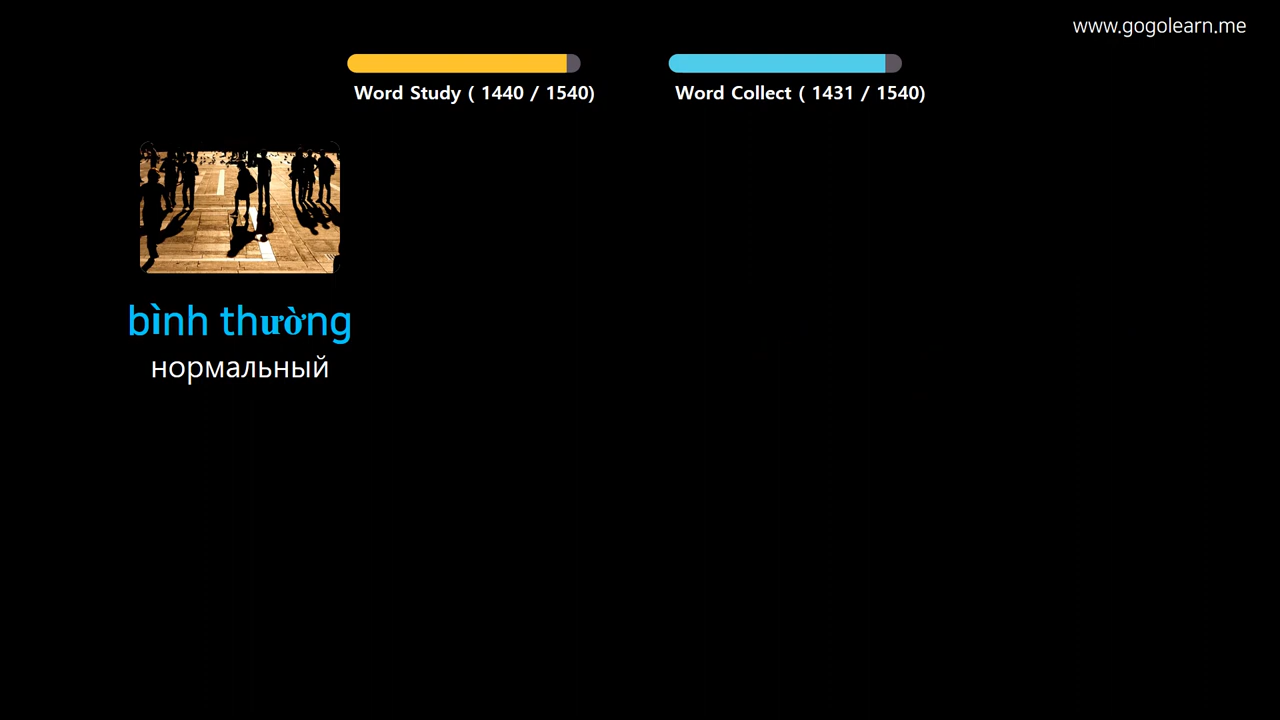 www.gogolearn.me
Word Study ( 1440 / 1540)
Word Collect ( 1431 / 1540)
bình thường
нормальный